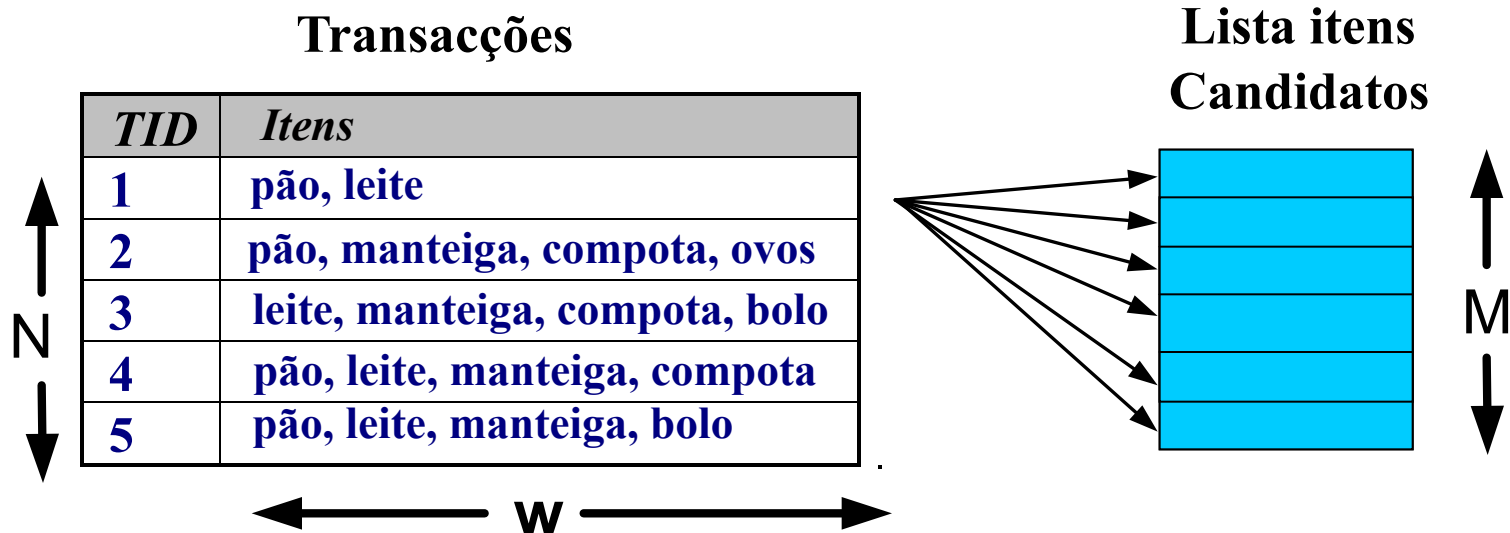 Transacções
Lista itens
Candidatos
TID Itens
1 pão, leite
2 pão, manteiga, compota, ovos
3 leite, manteiga, compota, bolo
4 pão, leite, manteiga, compota
5 pão, leite, manteiga, bolo
.
N
M
w